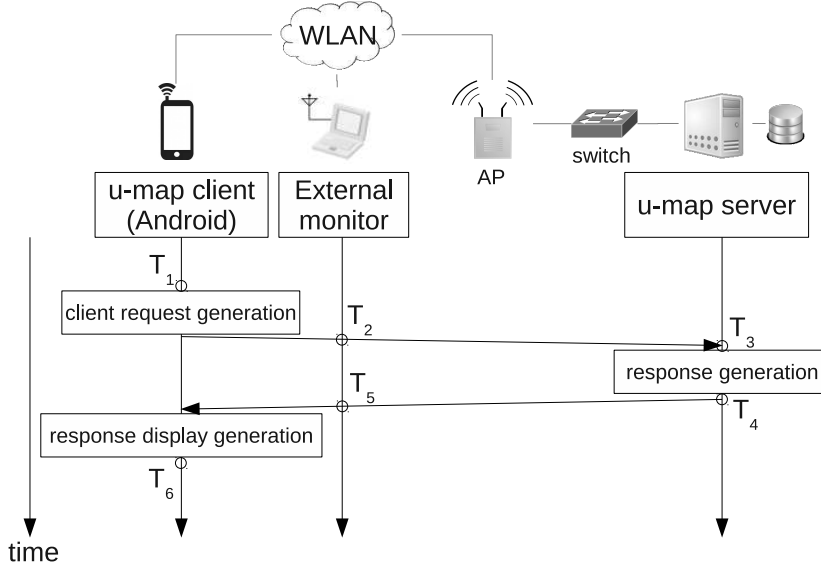 WLAN
AP
switch
u-map client
(Android)
External
monitor
u-map server
T1
client request generation
T2
T3
response generation
T5
T4
response display generation
T6
time